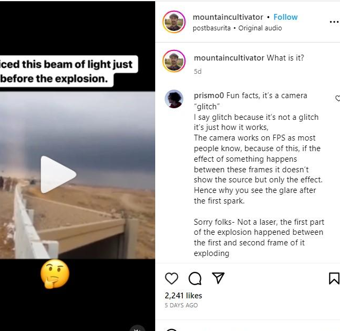 mountaincultivator • Follow
postbasurita • Original audio
iced this beam of light just
before the explosion.
mountaincultivator What is it?
5d
prismo0 Fun facts, it's a camera
"glitch"
I say glitch because it's not a glitch
it's just how it works,
The camera works on FPS as most
people know, because of this, if the
effect of something happens
between these frames it doesn't
show the source but only the effect.
Hence why you see the glare after
the first spark.
Sorry folks- Not a laser, the first part
of the explosion happened between
the first and second frame of it
exploding
2,241 likes
5 DAYS AGO